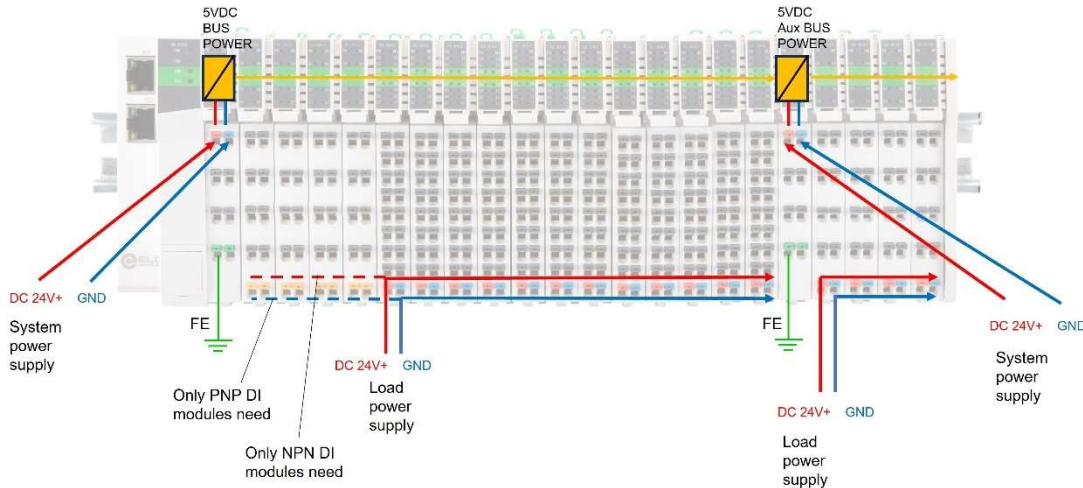 5VDC
BUS
POWER
5VDC
Aux BUS
POWER
DC 24V+ GND
System
power
supply
FE
Only PNP DI
modules need
Only NPN DI
modules need
DC 24V+ GND
Load
power
supply
FE
DC 24V+ GND
System
power
supply
DC 24V+ GND
Load
power
supply